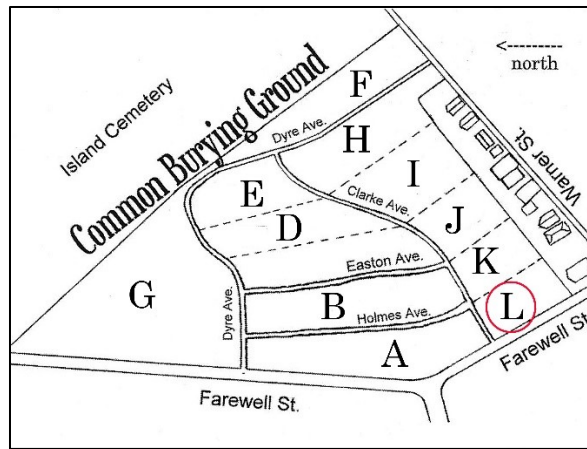 north
Island Cemetery
Common Burying Ground
F
Dyre Ave.
H
Warner St.
E
I
Clarke Ave.
D
J
Easton Ave.
K
G
Dyre Ave.
B
Holmes Ave.
L
A
Farewell St.
Farewell St.